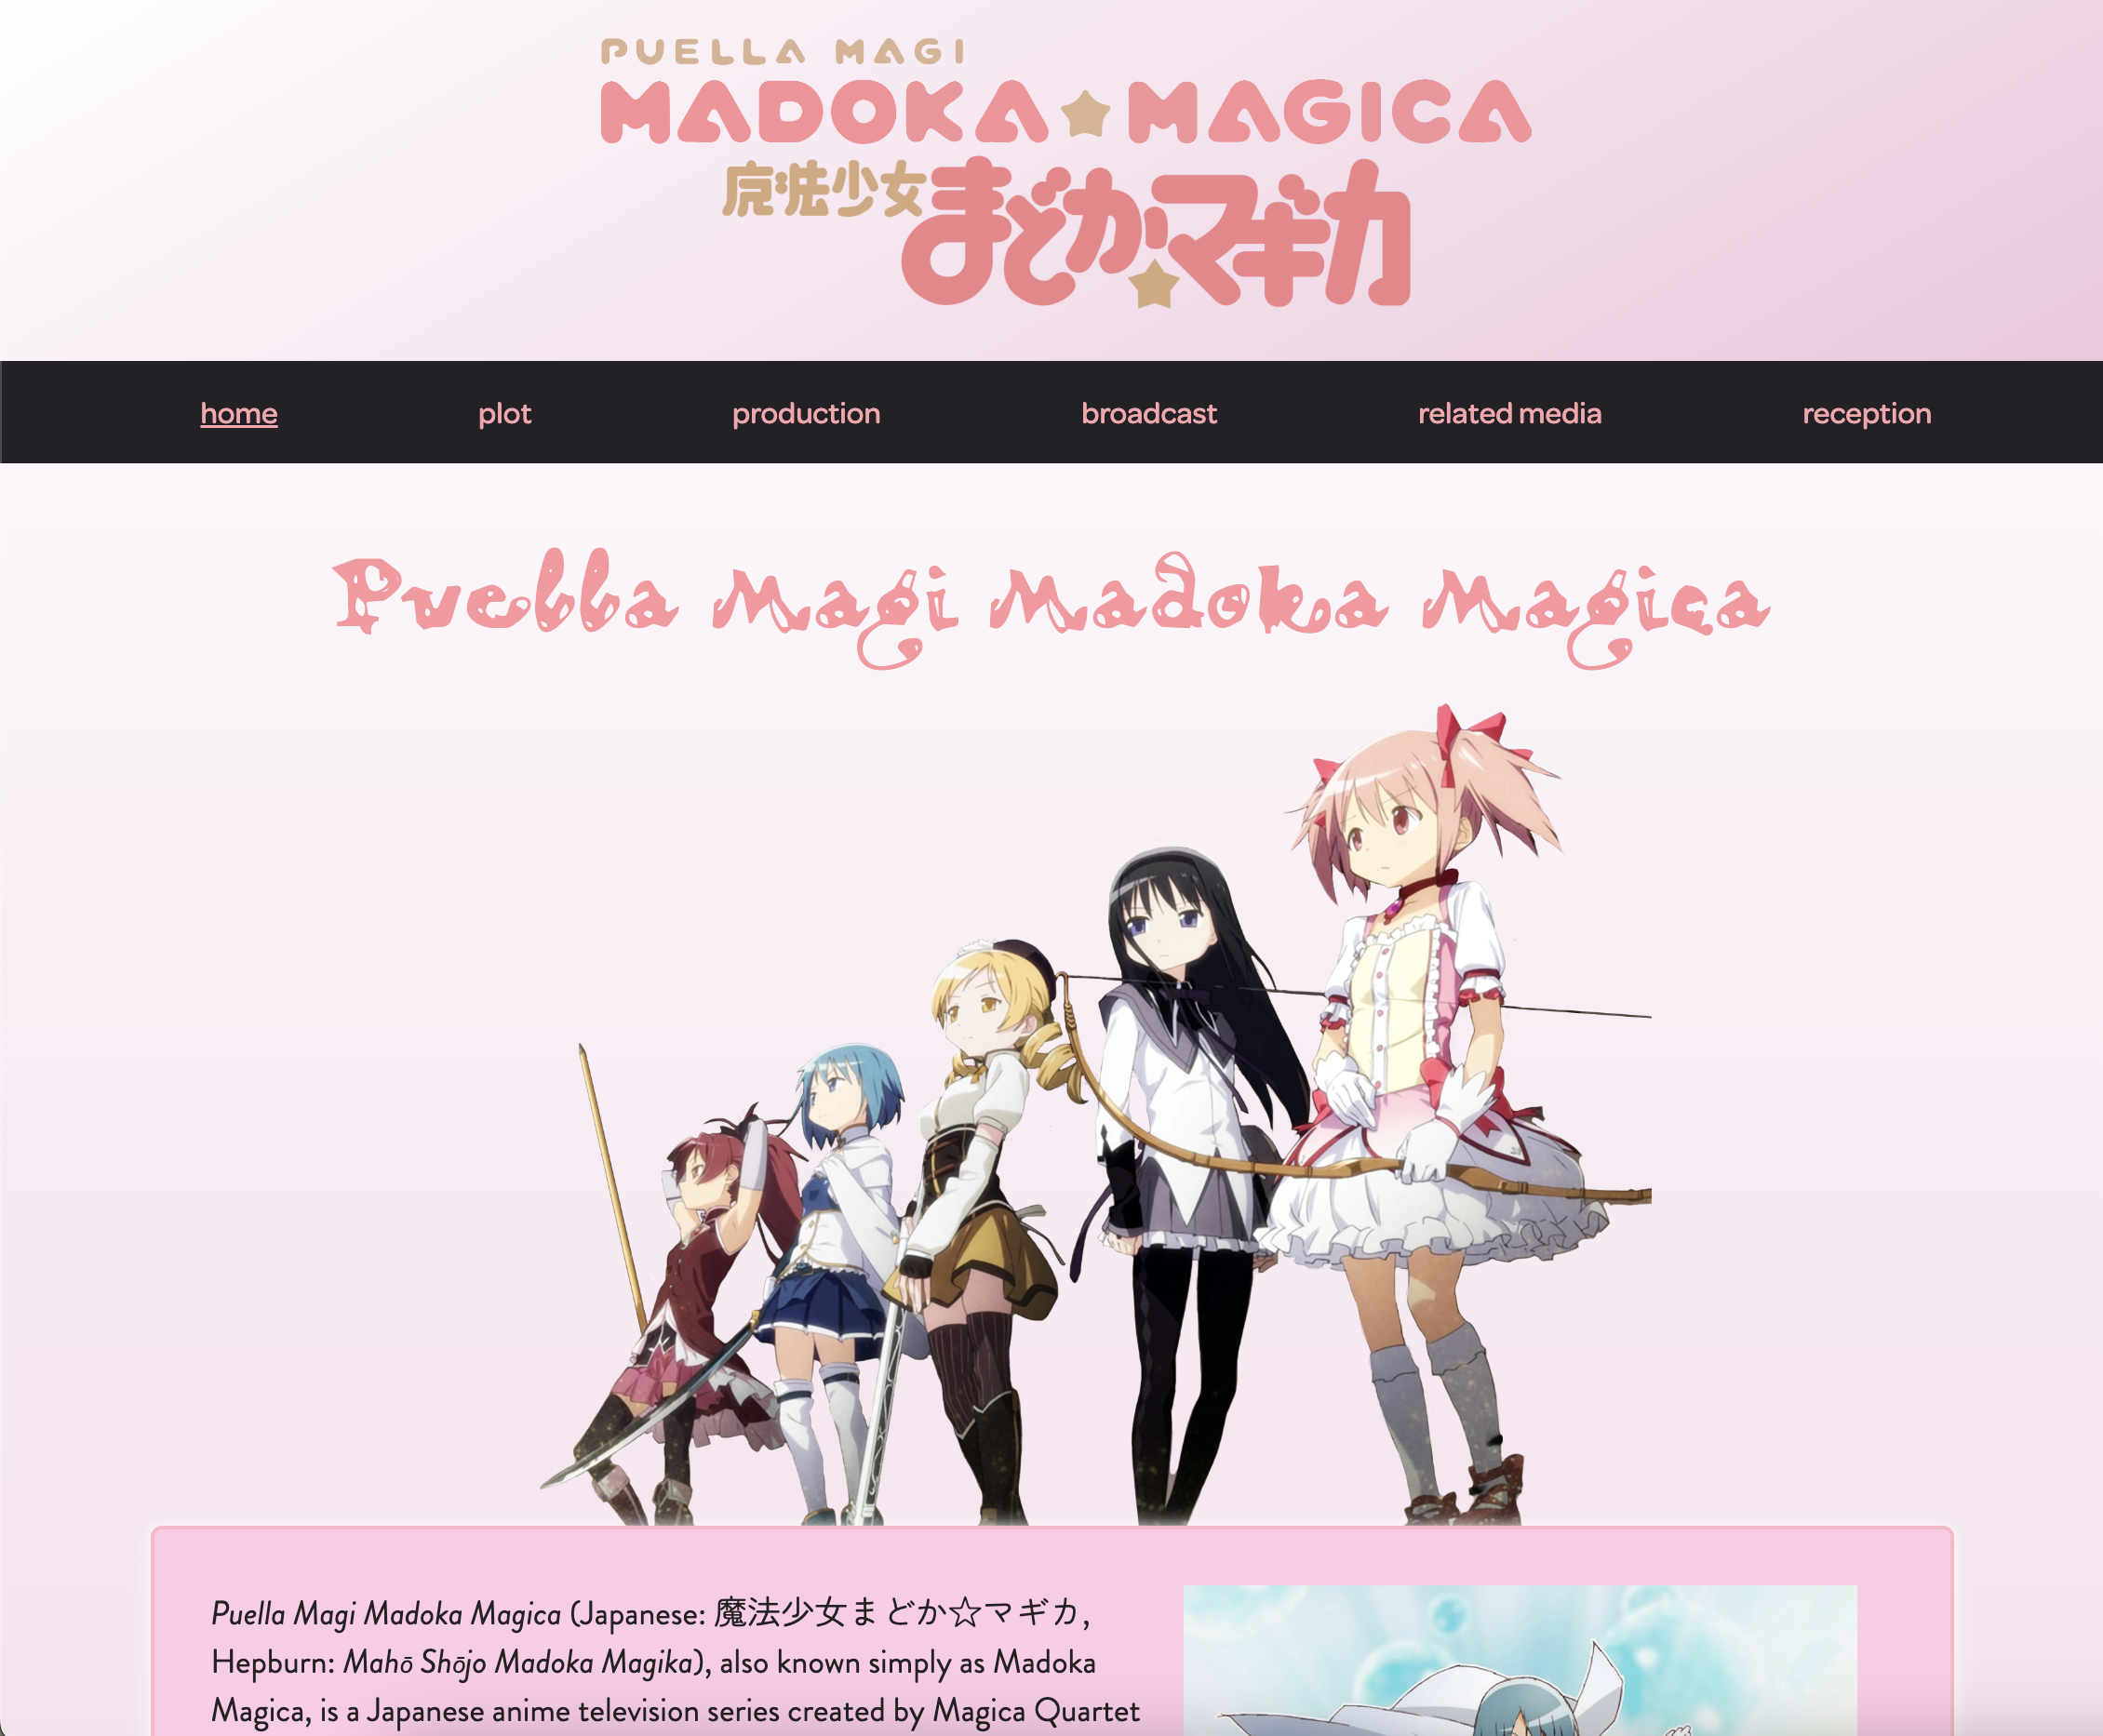 PUELLA MAGI
MADOKA★MAGICA
魔法少女まどか★マギカ
home
plot
production
broadcast
related media
reception
Puella Magi Madoka Magica
Puella Magi Madoka Magica (Japanese: 魔法少女まどか☆マギカ,
Hepburn: Mahō Shōjo Madoka Magika), also known simply as Madoka
Magica, is a Japanese anime television series created by Magica Quartet